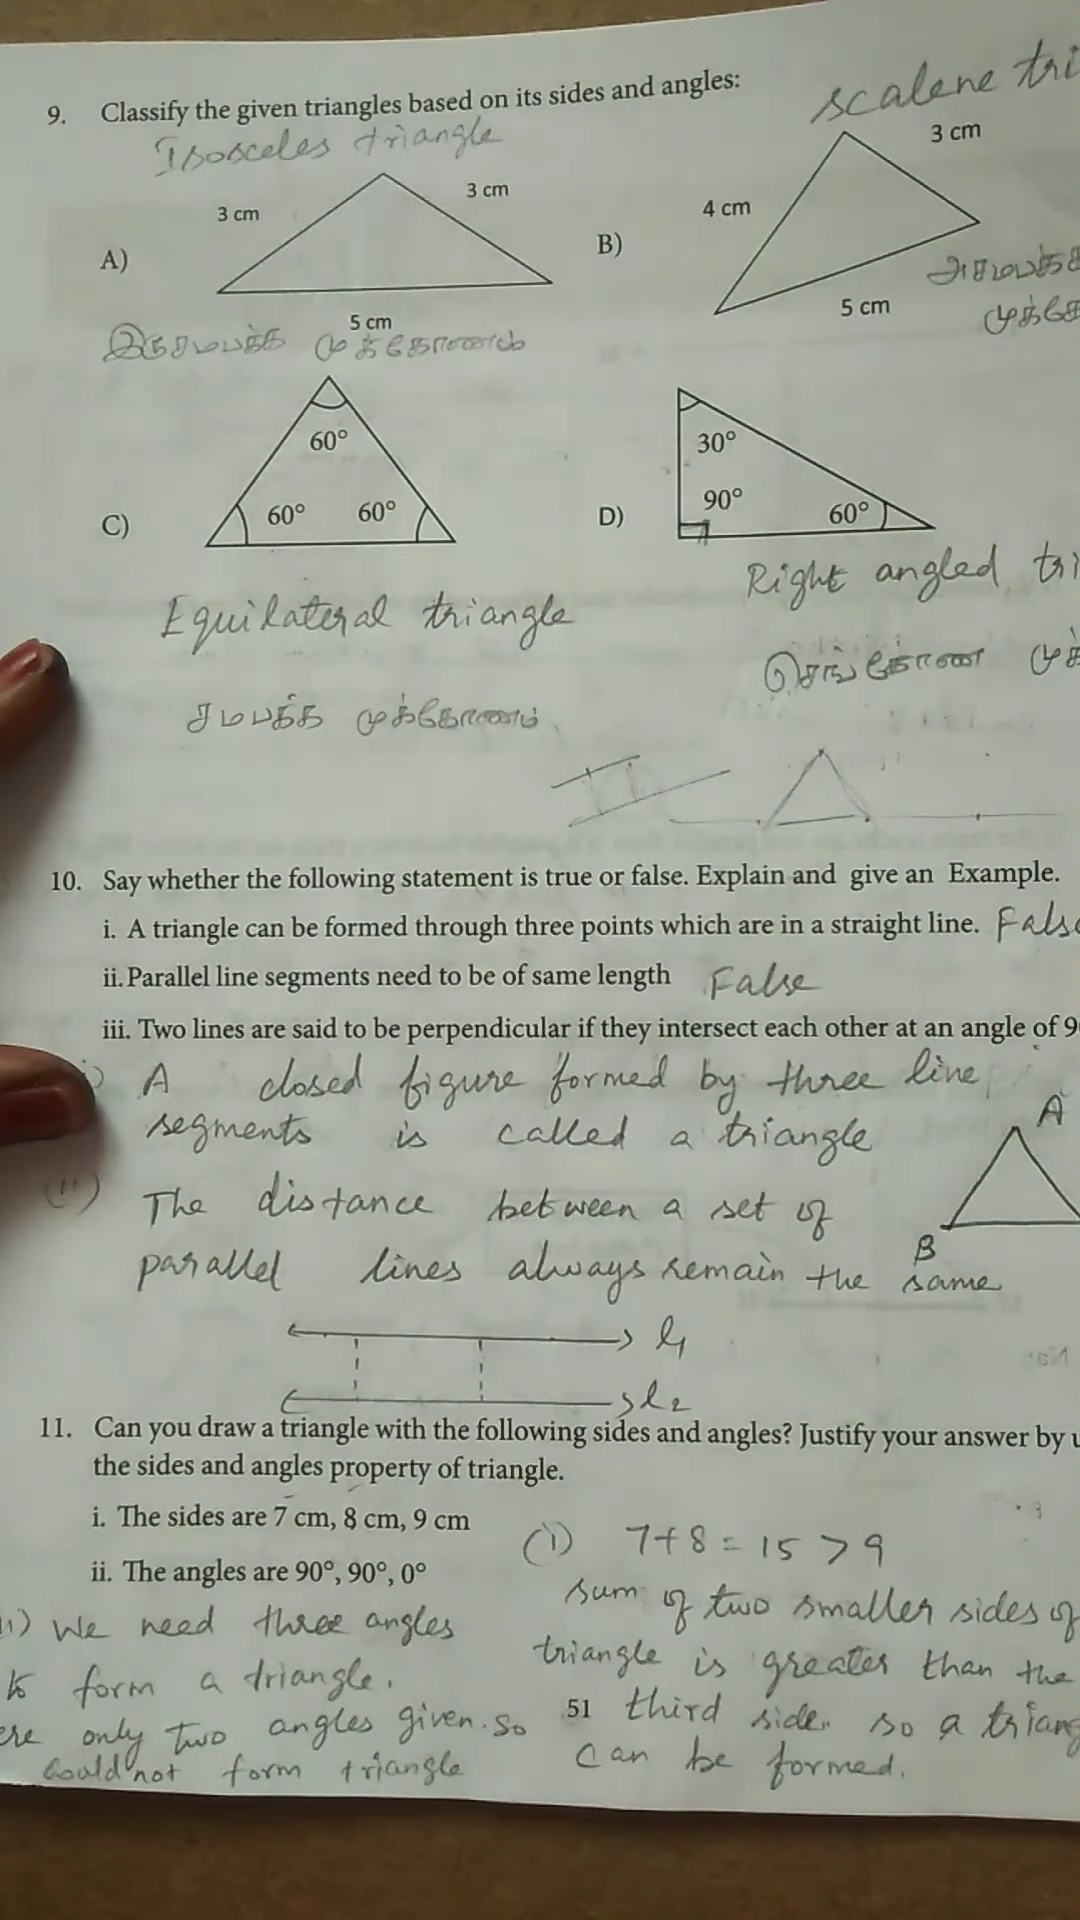 9. Classify the given triangles based on its sides and angles:
Isosceles triangle
scalene tri
3 cm
3 cm
5 cm
A)
இருசமபக்க முக்கோணம்
B)
4 cm
3 cm
5 cm
அசமபக்க
முக்கே
C)
60°
60° 60°
Equilateral triangle
சமபக்க முக்கோணம்
D)
30°
90°
60°
Right angled tri
செங்கோண முக்
10. Say whether the following statement is true or false. Explain and give an Example.
i. A triangle can be formed through three points which are in a straight line. False
ii. Parallel line segments need to be of same length False
iii. Two lines are said to be perpendicular if they intersect each other at an angle of 9
i) A closed figure formed by three line
segments is called a triangle
A
B
(ii) The distance between a set of
parallel lines always remain the same
l1
l2
11. Can you draw a triangle with the following sides and angles? Justify your answer by u
the sides and angles property of triangle.
i. The sides are 7 cm, 8 cm, 9 cm
ii. The angles are 90°, 90°, 0°
(i) 7+8 = 15 > 9
sum of two smaller sides of
triangle is greater than the
third side. so a triang
can be formed.
ii) We need three angles
to form a triangle.
ere only two angles given. So
could not form triangle
51